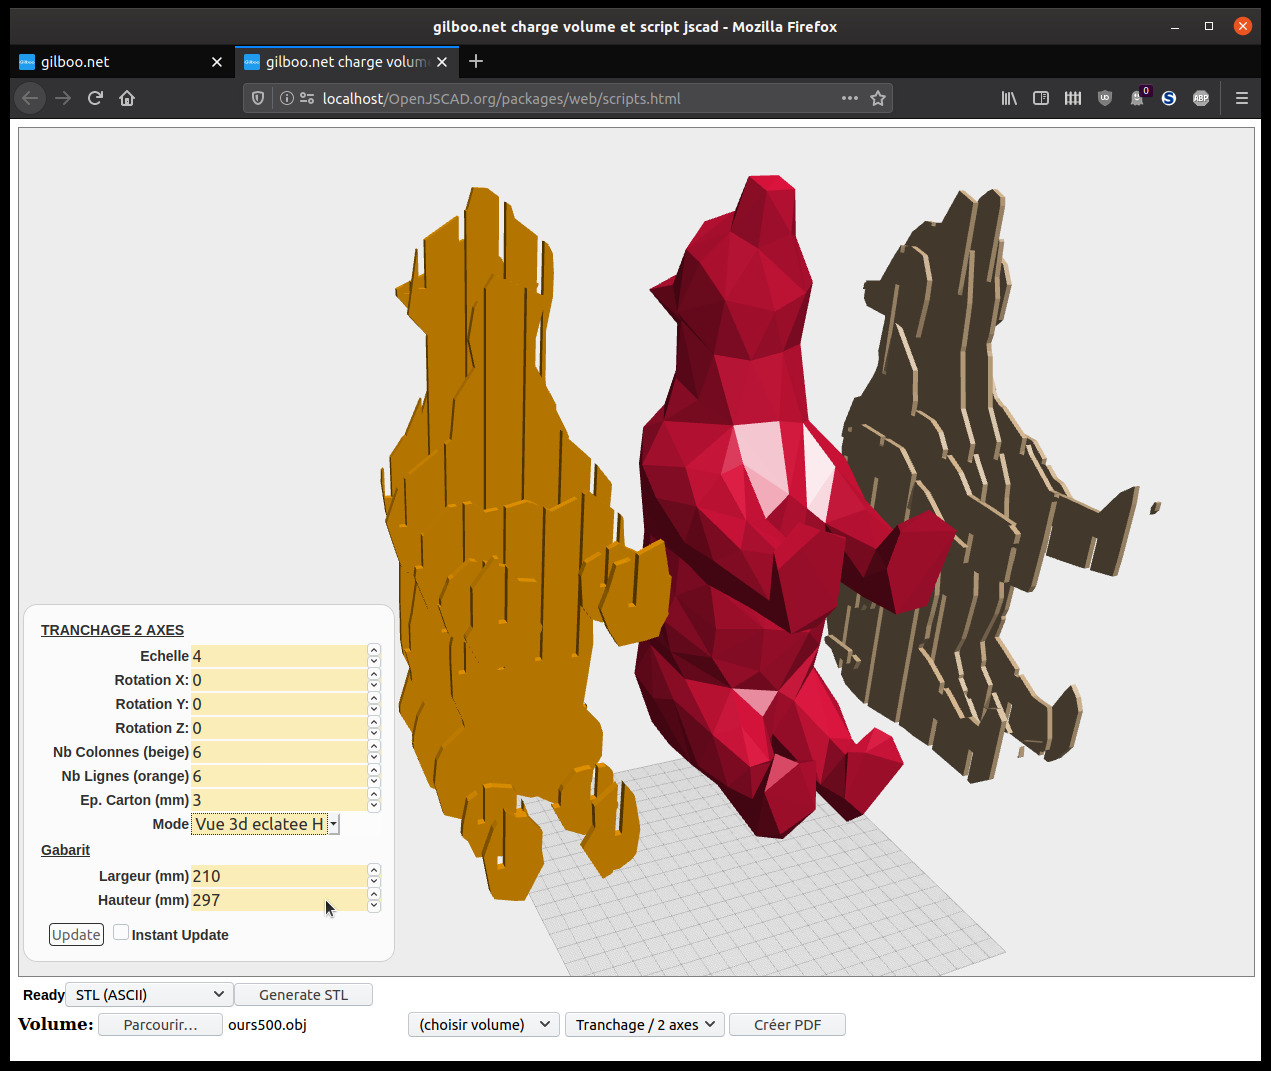 gilboo.net charge volume et script jscad - Mozilla Firefox
gilboo.net
gilboo.net charge volum
localhost/OpenJSCAD.org/packages/web/scripts.html
UD
0
S
ABP
TRANCHAGE 2 AXES
Echelle 4
Rotation X: 0
Rotation Y: 0
Rotation Z: 0
Nb Colonnes (beige) 6
Nb Lignes (orange) 6
Ep. Carton (mm) 3
Mode Vue 3d eclatee H
Gabarit
Largeur (mm) 210
Hauteur (mm) 297
Update Instant Update
Ready STL (ASCII) Generate STL
Volume: Parcourir... ours500.obj (choisir volume) Tranchage / 2 axes Créer PDF